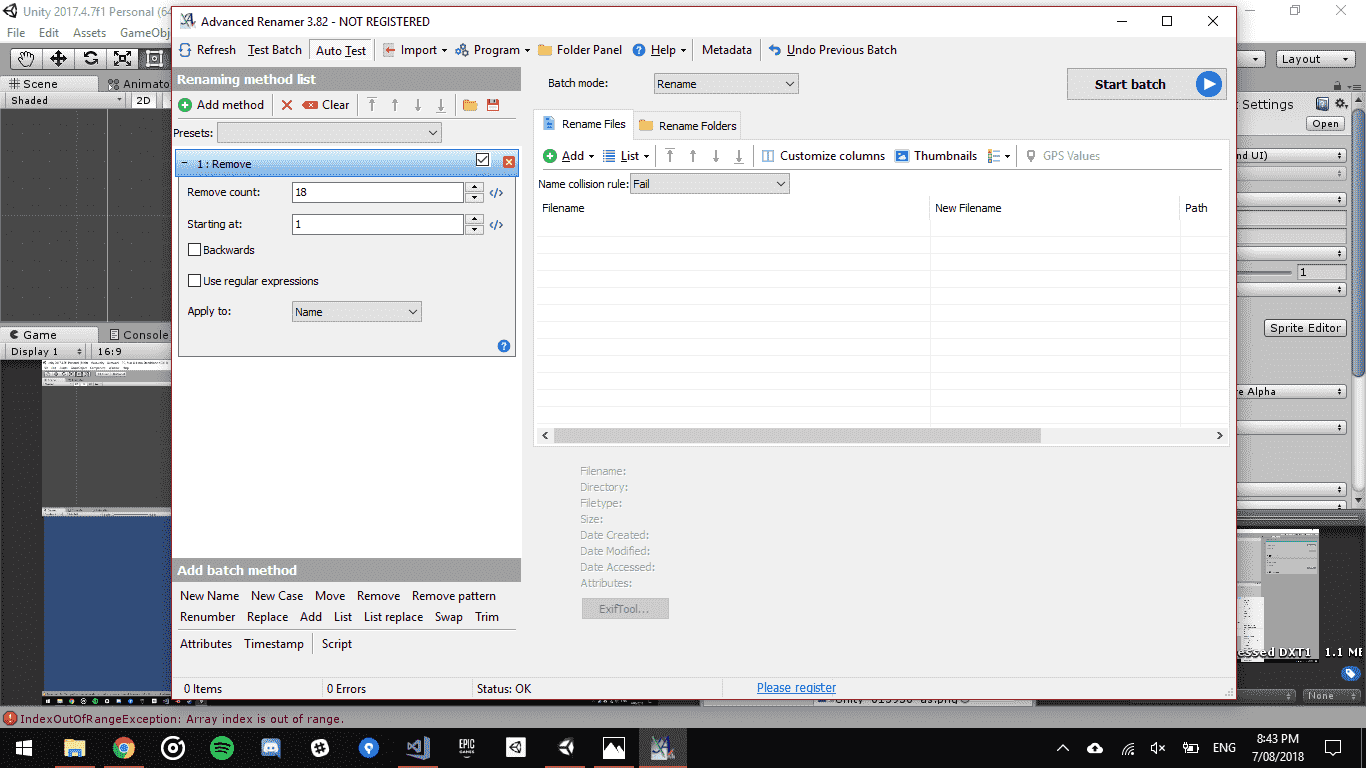 Unity 2017.4.7f1 Personal (64
File Edit Assets GameObj
Scene Animato
Shaded 2D
Game Console
Display 1 16:9
Advanced Renamer 3.82 - NOT REGISTERED
Refresh Test Batch Auto Test Import Program Folder Panel Help Metadata Undo Previous Batch
Renaming method list
Add method Clear
Presets:
1 : Remove
Remove count: 18
Starting at: 1
Backwards
Use regular expressions
Apply to: Name
Add batch method
New Name New Case Move Remove Remove pattern
Renumber Replace Add List List replace Swap Trim
Attributes Timestamp Script
Batch mode: Rename
Start batch
Rename Files Rename Folders
Add List Customize columns Thumbnails GPS Values
Name collision rule: Fail
Filename New Filename Path
Filename:
Directory:
Filetype:
Size:
Date Created:
Date Modified:
Date Accessed:
Attributes:
ExifTool...
0 Items 0 Errors Status: OK Please register
Layout
Settings
Open
nd UI)
1
Sprite Editor
re Alpha
essed DXT1 1.1 ME
None
IndexOutOfRangeException: Array index is out of range.
EPIC
GAMES
ENG
8:43 PM
7/08/2018